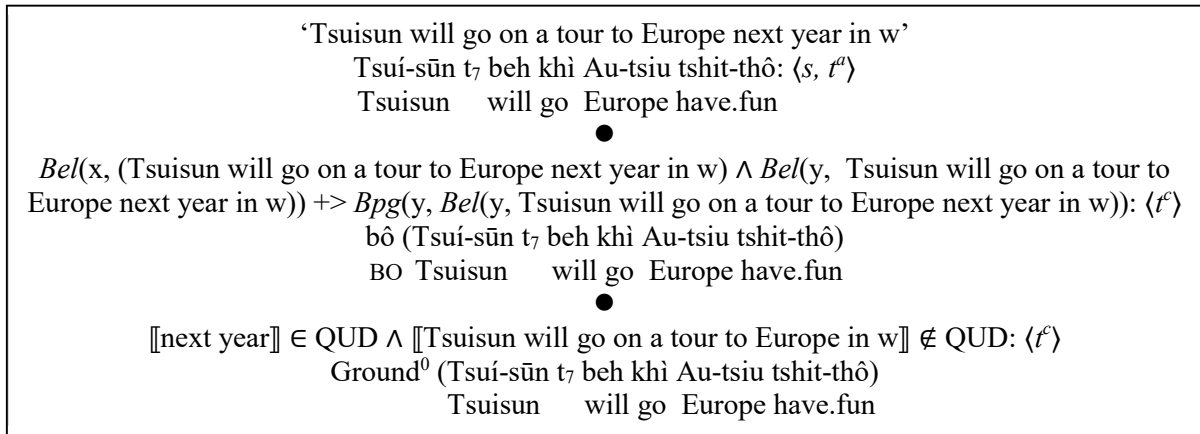 ‘Tsuisun will go on a tour to Europe next year in w’
Tsuí-sūn t₇ beh khì Au-tsiu tshit-thô: ⟨s, tᵃ⟩
Tsuisun will go Europe have.fun
●
Bel(x, (Tsuisun will go on a tour to Europe next year in w) ∧ Bel(y, Tsuisun will go on a tour to
Europe next year in w)) +> Bpg(y, Bel(y, Tsuisun will go on a tour to Europe next year in w)): ⟨tᶜ⟩
bô (Tsuí-sūn t₇ beh khì Au-tsiu tshit-thô)
BO Tsuisun will go Europe have.fun
●
⟦next year⟧ ∈ QUD ∧ ⟦Tsuisun will go on a tour to Europe in w⟧ ∉ QUD: ⟨tᶜ⟩
Ground⁰ (Tsuí-sūn t₇ beh khì Au-tsiu tshit-thô)
Tsuisun will go Europe have.fun